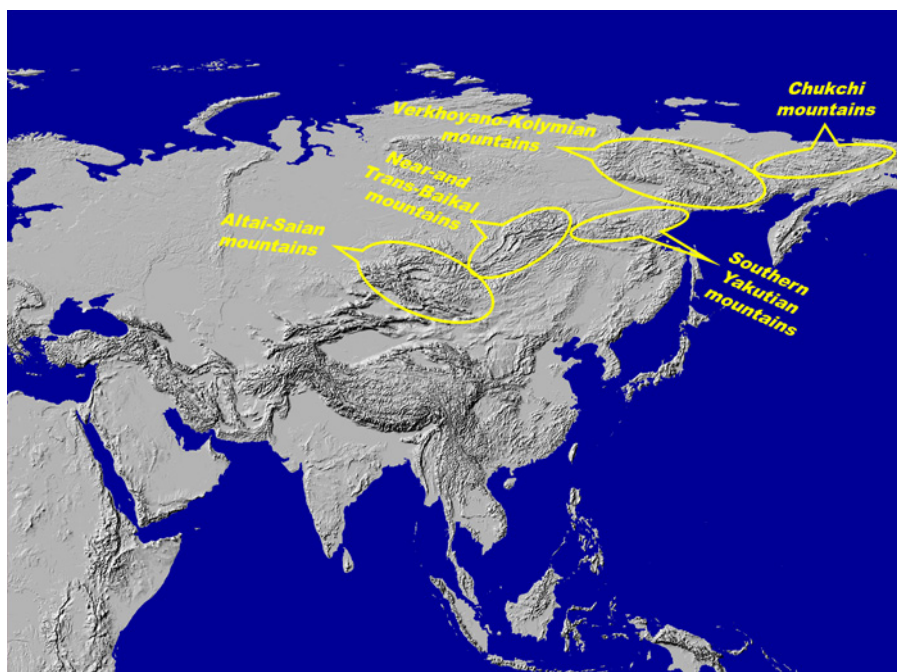 Chukchi
mountains
Verkhoyano-Kolymian
mountains
Near-and
Trans-Baikal
mountains
Altai-Saian
mountains
Southern
Yakutian
mountains